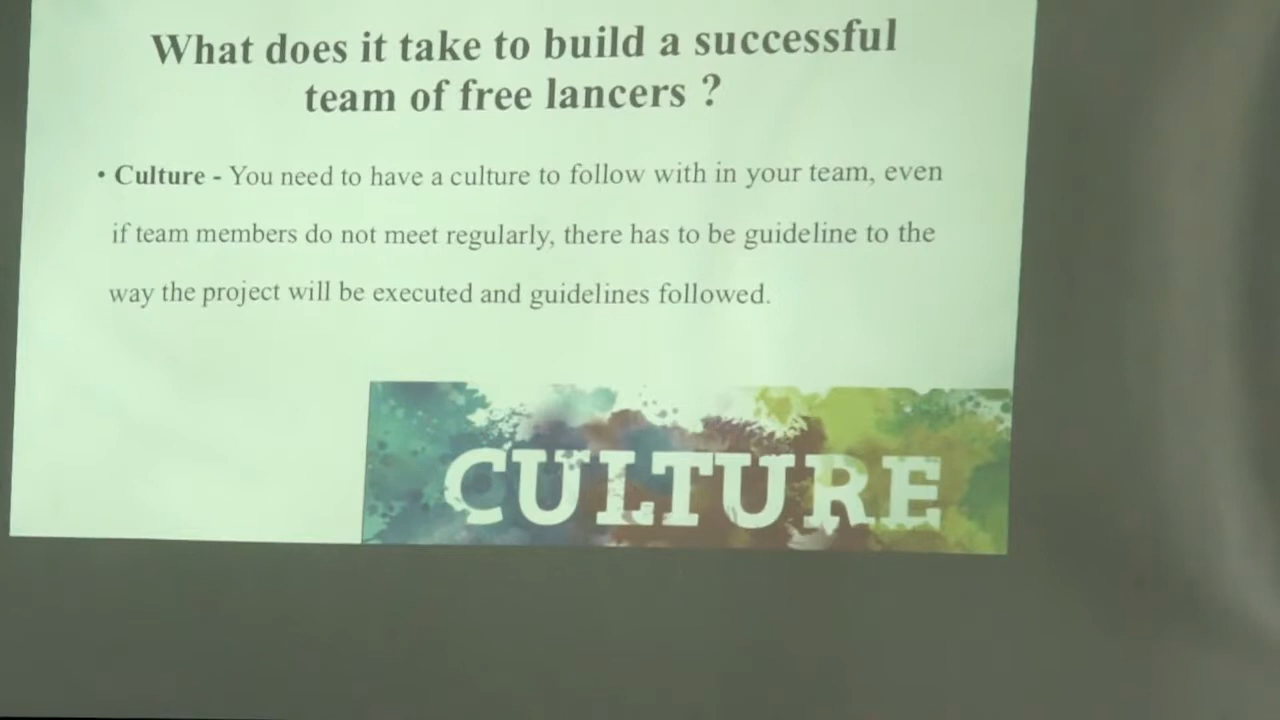 What does it take to build a successful
team of free lancers ?
• Culture - You need to have a culture to follow with in your team, even
if team members do not meet regularly, there has to be guideline to the
way the project will be executed and guidelines followed.
CULTURE